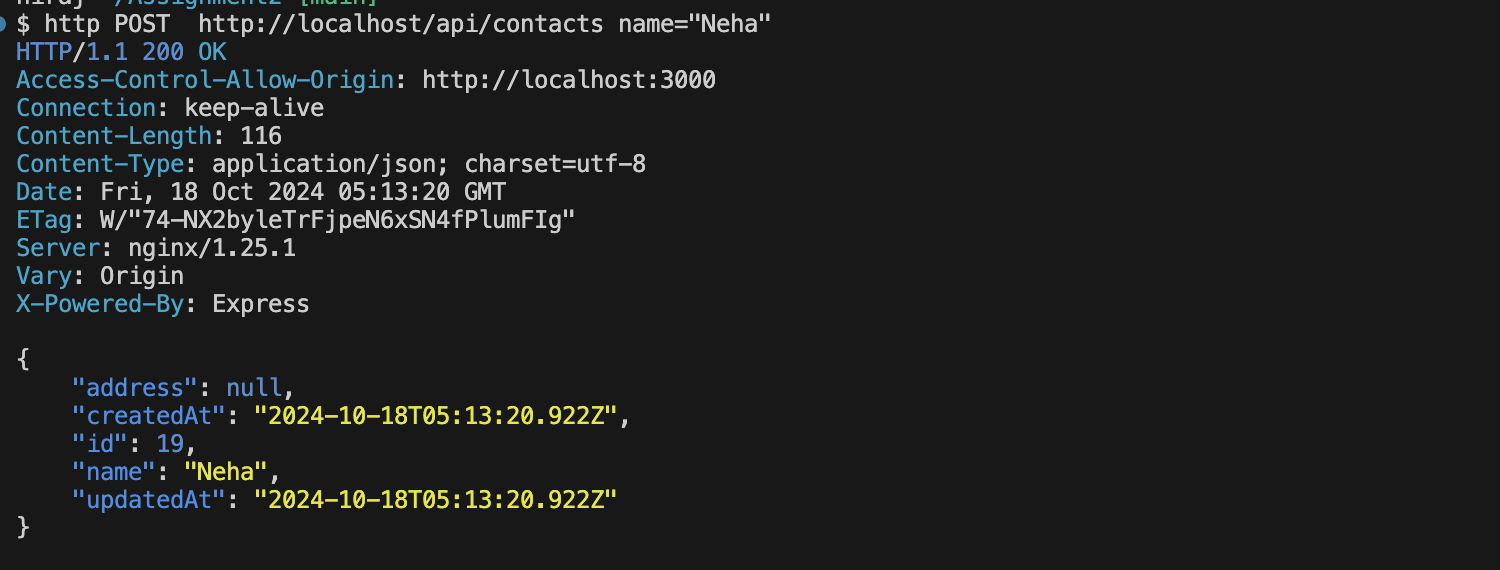 niraj ~/Assignment2 [main]
$ http POST  http://localhost/api/contacts name="Neha"
HTTP/1.1 200 OK
Access-Control-Allow-Origin: http://localhost:3000
Connection: keep-alive
Content-Length: 116
Content-Type: application/json; charset=utf-8
Date: Fri, 18 Oct 2024 05:13:20 GMT
ETag: W/"74-NX2byleTrFjpeN6xSN4fPlumFIg"
Server: nginx/1.25.1
Vary: Origin
X-Powered-By: Express
{
    "address": null,
    "createdAt": "2024-10-18T05:13:20.922Z",
    "id": 19,
    "name": "Neha",
    "updatedAt": "2024-10-18T05:13:20.922Z"
}